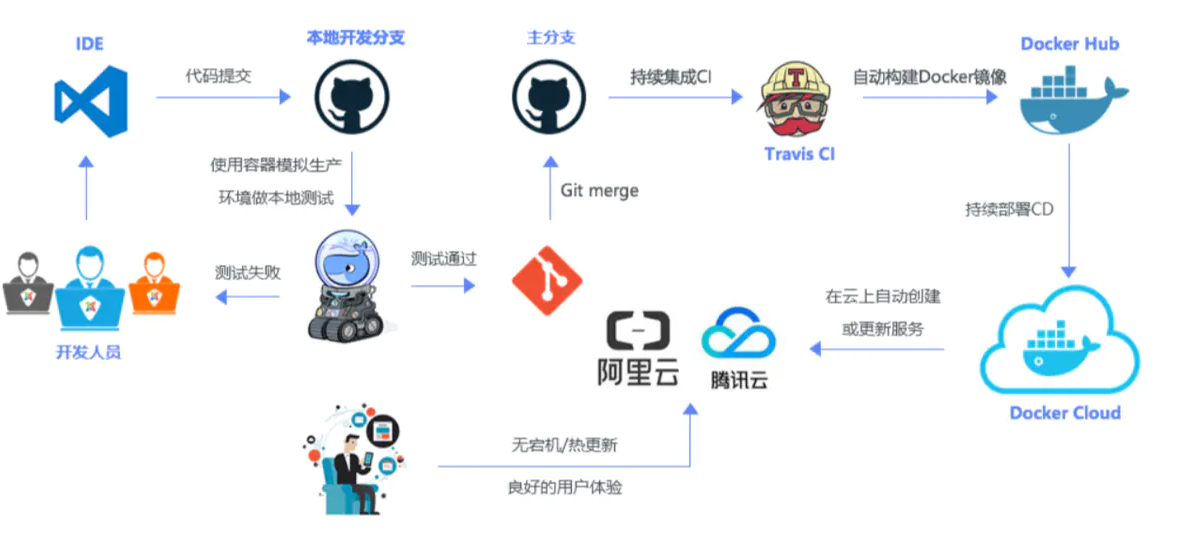 IDE
本地开发分支
主分支
Docker Hub
代码提交
持续集成CI
T
自动构建Docker镜像
Travis CI
使用容器模拟生产
环境做本地测试
Git merge
持续部署CD
测试失败
测试通过
开发人员
在云上自动创建
或更新服务
阿里云
腾讯云
Docker Cloud
无宕机/热更新
良好的用户体验